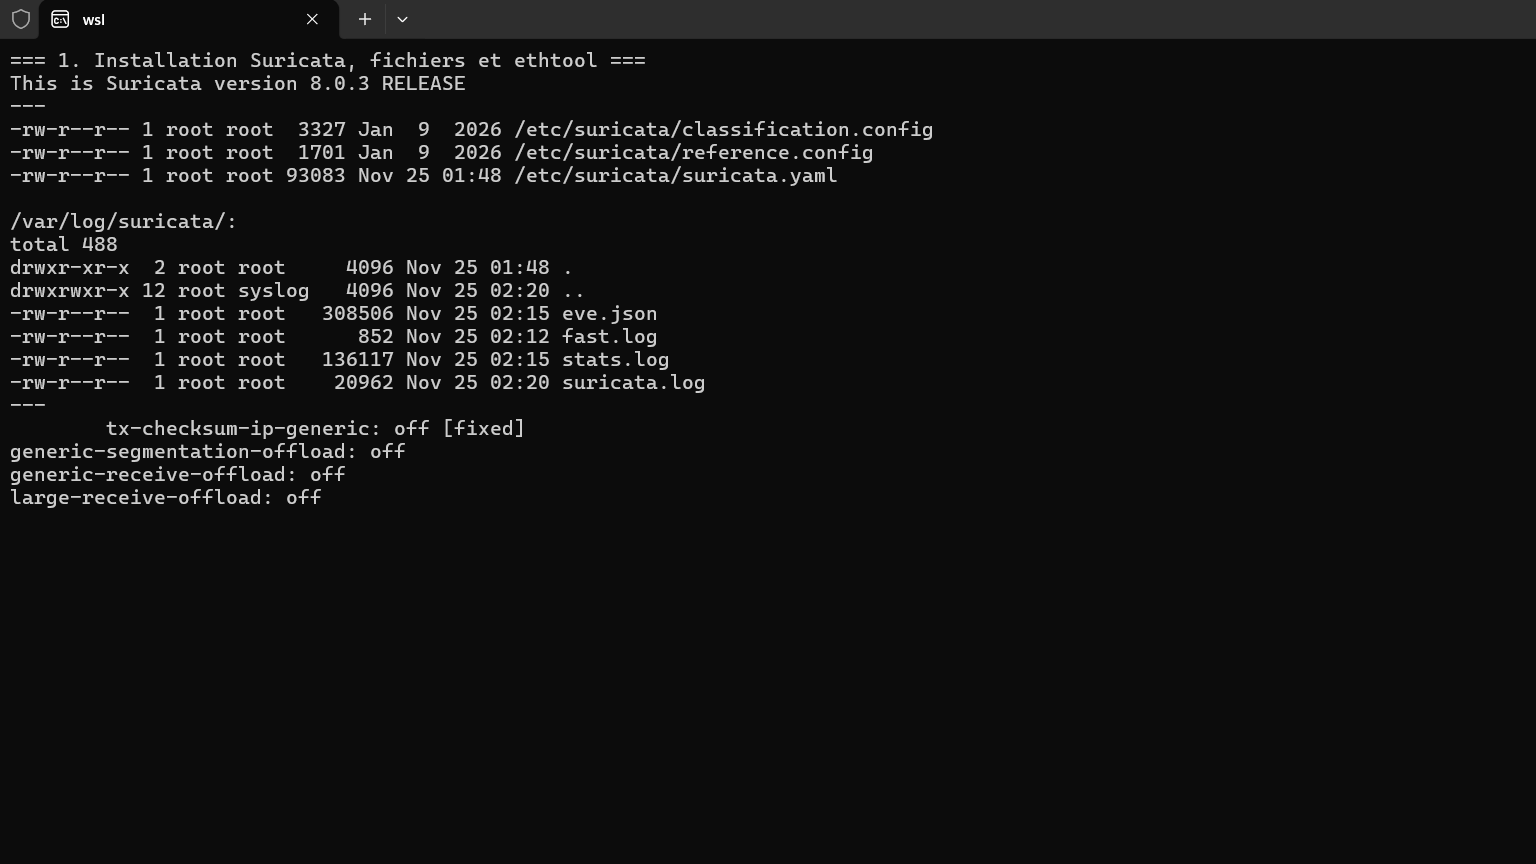 wsl
=== 1. Installation Suricata, fichiers et ethtool ===
This is Suricata version 8.0.3 RELEASE
---
-rw-r--r-- 1 root root  3327 Jan  9  2026 /etc/suricata/classification.config
-rw-r--r-- 1 root root  1701 Jan  9  2026 /etc/suricata/reference.config
-rw-r--r-- 1 root root 93083 Nov 25 01:48 /etc/suricata/suricata.yaml

/var/log/suricata/:
total 488
drwxr-xr-x  2 root root     4096 Nov 25 01:48 .
drwxrwxr-x 12 root syslog   4096 Nov 25 02:20 ..
-rw-r--r--  1 root root   308506 Nov 25 02:15 eve.json
-rw-r--r--  1 root root      852 Nov 25 02:12 fast.log
-rw-r--r--  1 root root   136117 Nov 25 02:15 stats.log
-rw-r--r--  1 root root    20962 Nov 25 02:20 suricata.log
---
        tx-checksum-ip-generic: off [fixed]
generic-segmentation-offload: off
generic-receive-offload: off
large-receive-offload: off